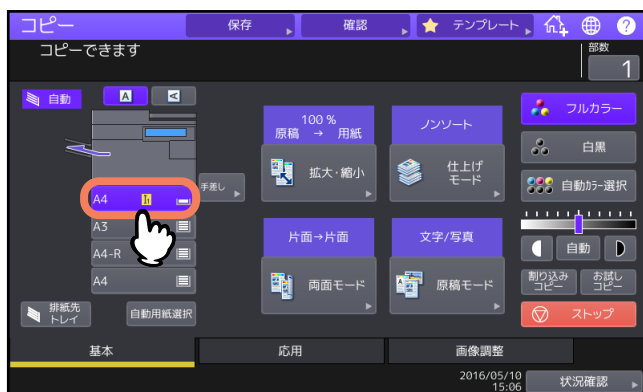 コピー
保存
確認
テンプレート
?
コピーできます
部数
1
自動
A
A
手差し
A4
A3
A4-R
A4
排紙先
トレイ
自動用紙選択
100 %
原稿 → 用紙
拡大・縮小
ノンソート
仕上げ
モード
片面→片面
両面モード
文字/写真
原稿モード
フルカラー
白黒
自動カラー選択
自動
割り込み
コピー
お試し
コピー
ストップ
基本
応用
画像調整
2016/05/10
15:06
状況確認